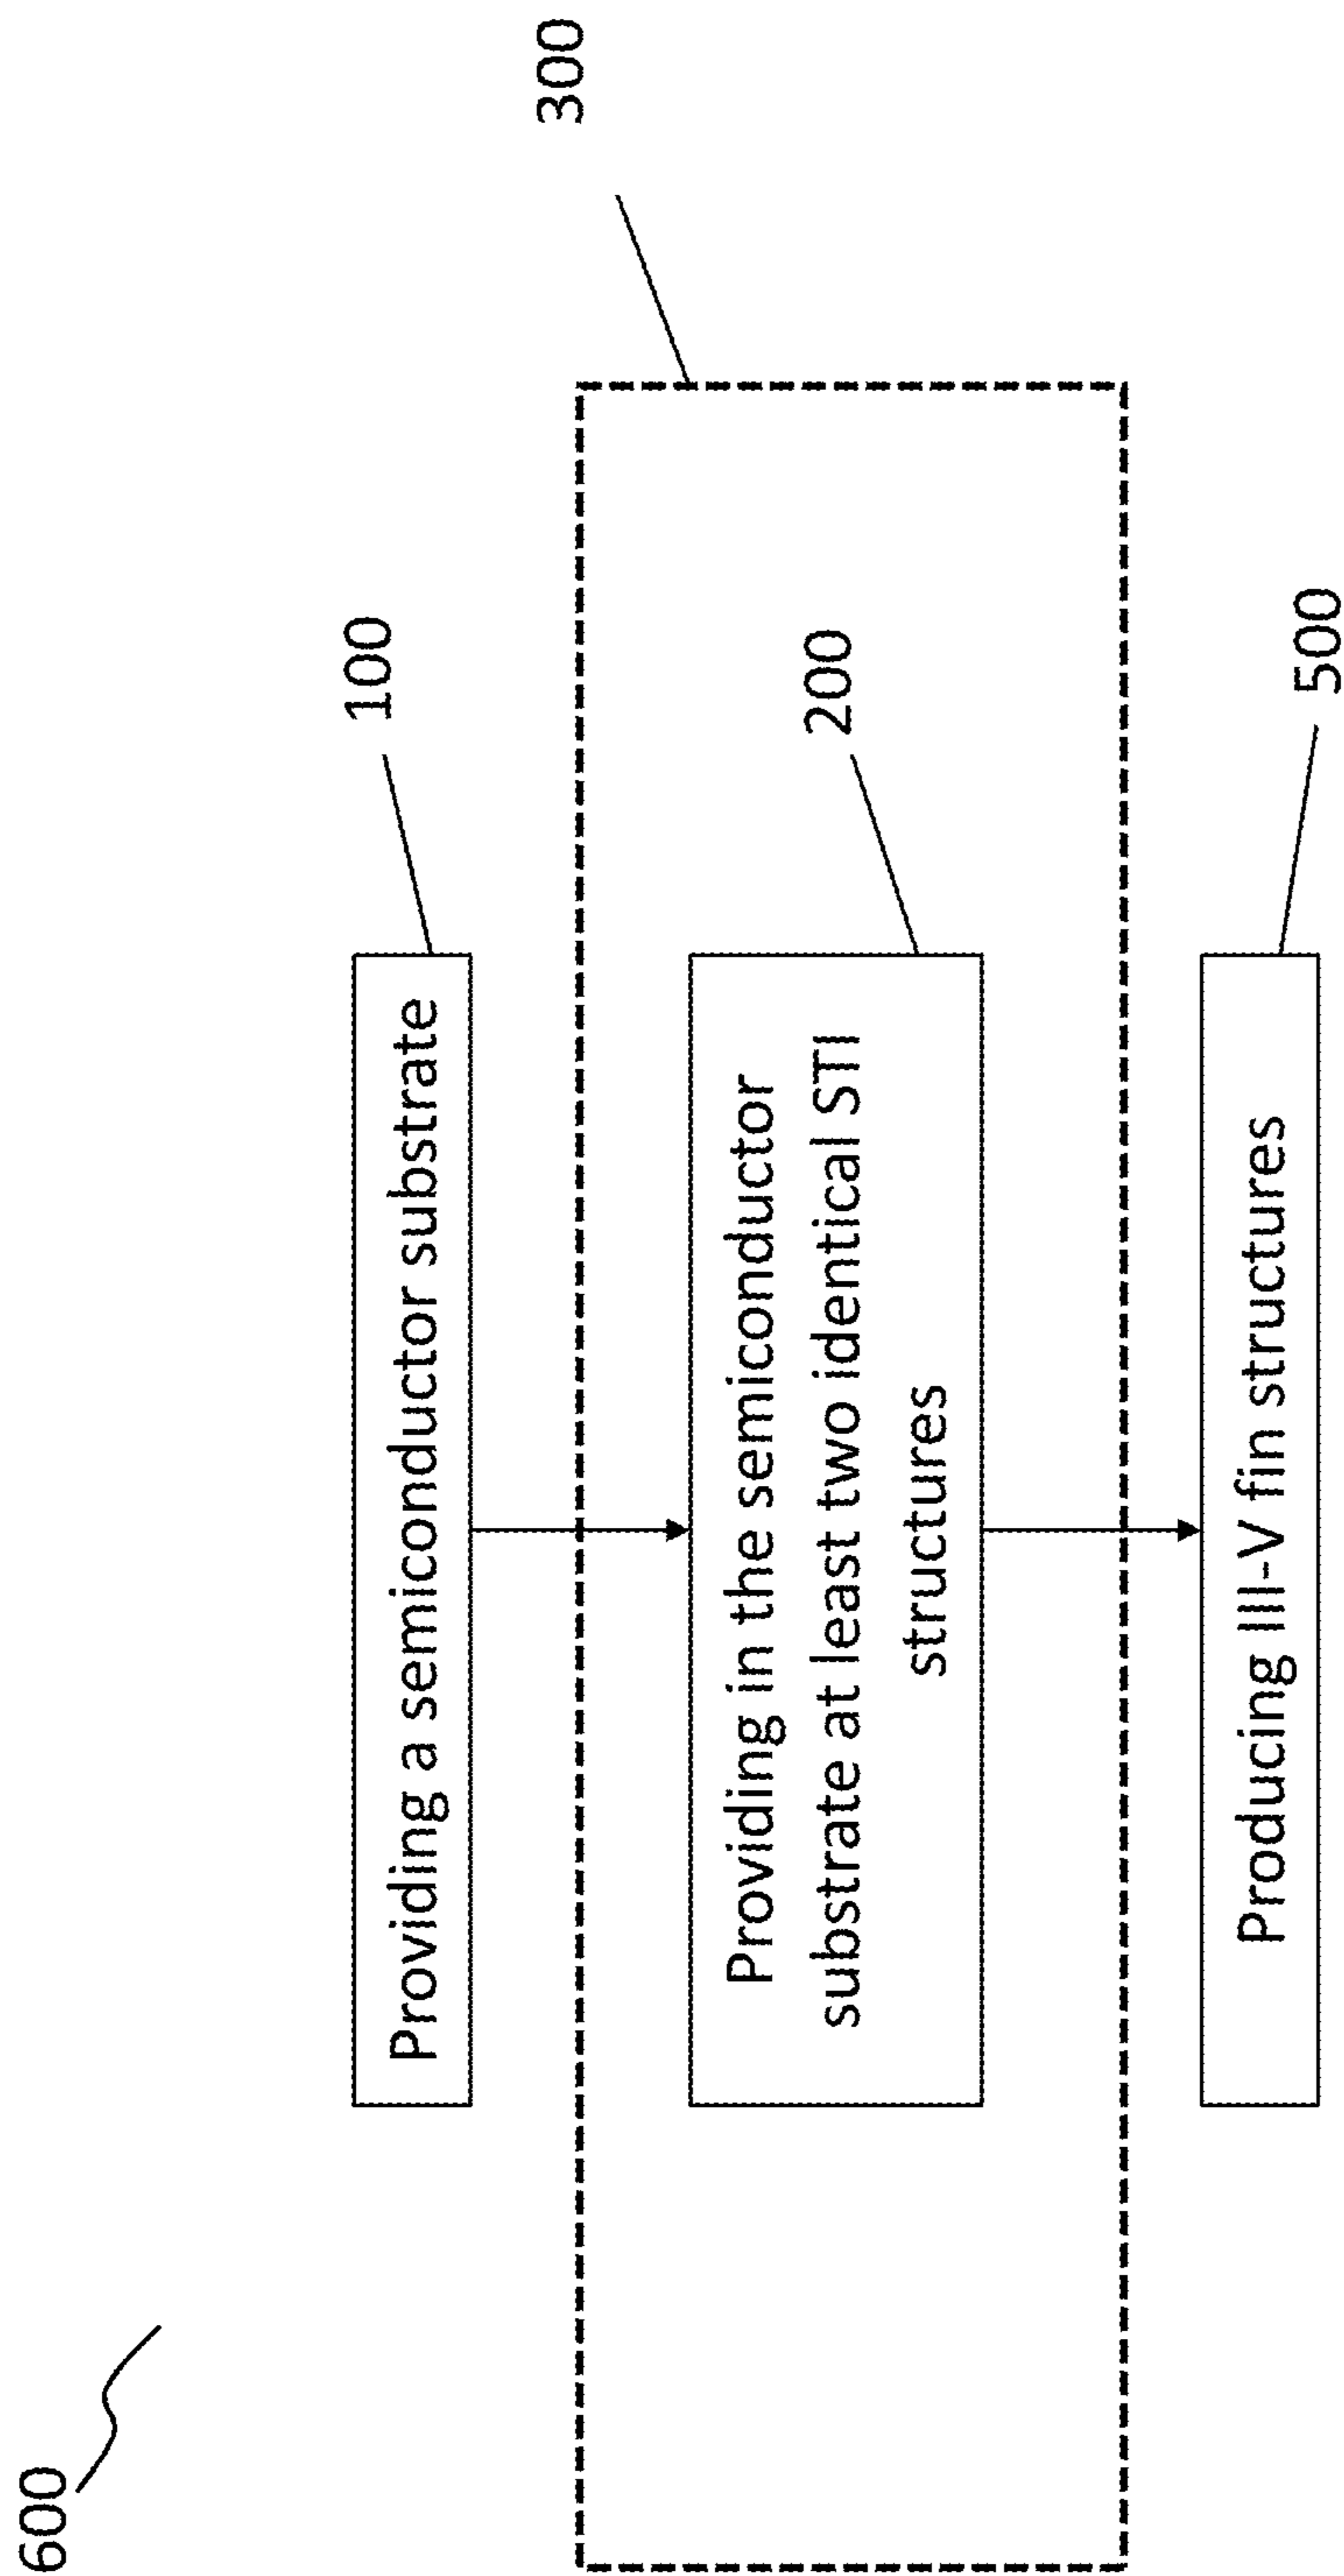 600
300
Providing a semiconductor substrate
100
Providing in the semiconductor
substrate at least two identical STI
structures
200
Producing III-V fin structures
500